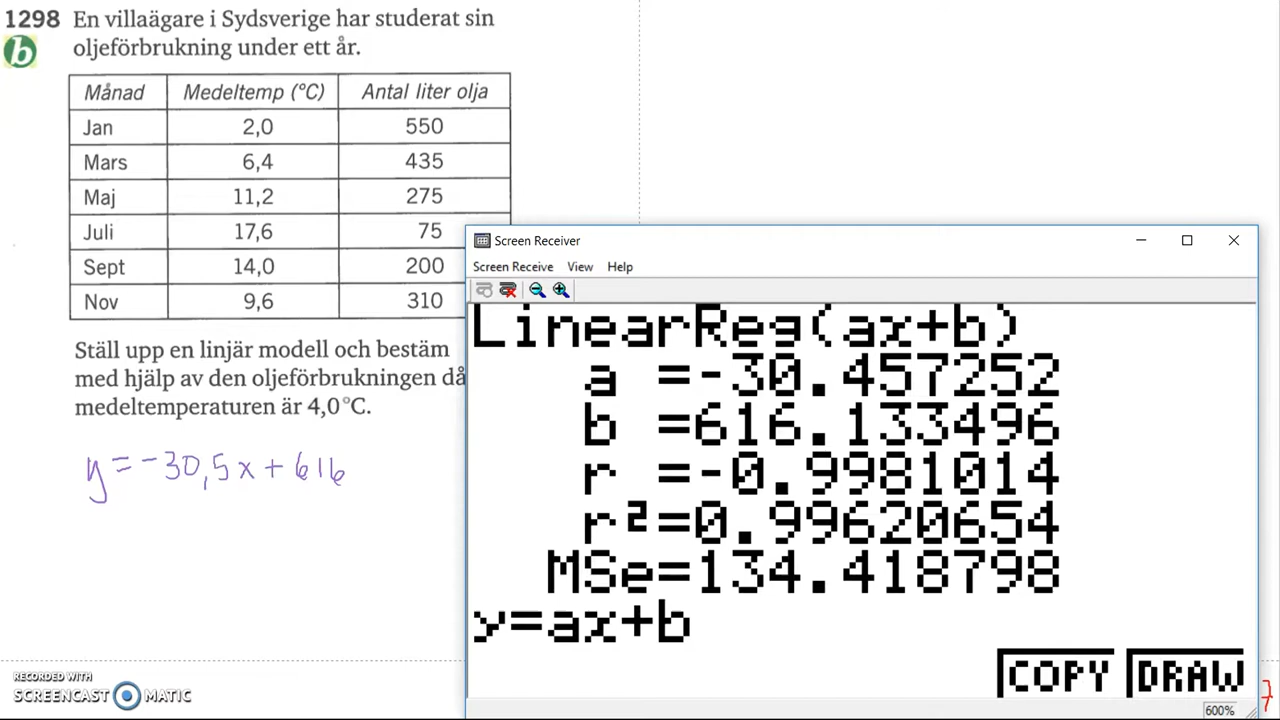 1298 En villaägare i Sydsverige har studerat sin
b oljeförbrukning under ett år.
Månad Medeltemp (°C) Antal liter olja
Jan 2,0 550
Mars 6,4 435
Maj 11,2 275
Juli 17,6 75
Sept 14,0 200
Nov 9,6 310
Ställ upp en linjär modell och bestäm
med hjälp av den oljeförbrukningen då
medeltemperaturen är 4,0°C.
y = -30,5x + 616
Screen Receiver
Screen Receive View Help
LinearReg(ax+b)
a =-30.457252
b =616.133496
r =-0.9981014
r²=0.99620654
MSe=134.418798
y=ax+b
COPY DRAW
600%
7
RECORDED WITH
SCREENCAST MATIC